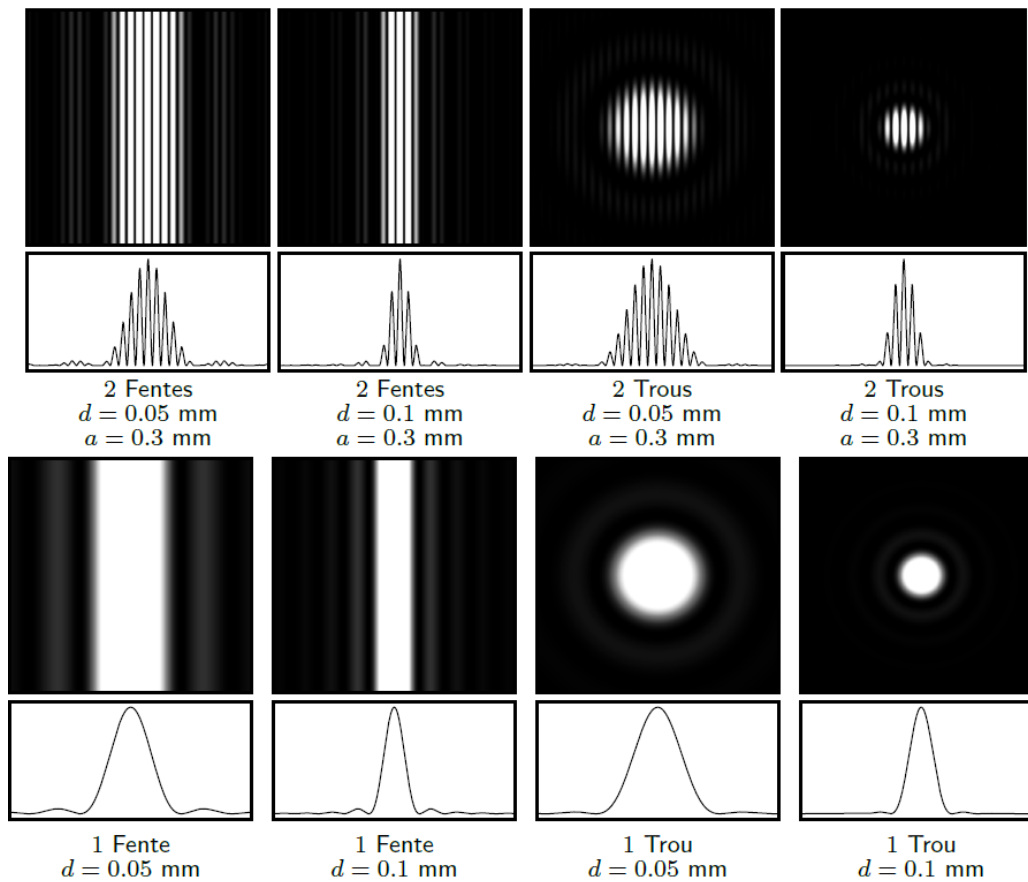 2 Fentes
d = 0.05 mm
a = 0.3 mm
2 Fentes
d = 0.1 mm
a = 0.3 mm
2 Trous
d = 0.05 mm
a = 0.3 mm
2 Trous
d = 0.1 mm
a = 0.3 mm
1 Fente
d = 0.05 mm
1 Fente
d = 0.1 mm
1 Trou
d = 0.05 mm
1 Trou
d = 0.1 mm